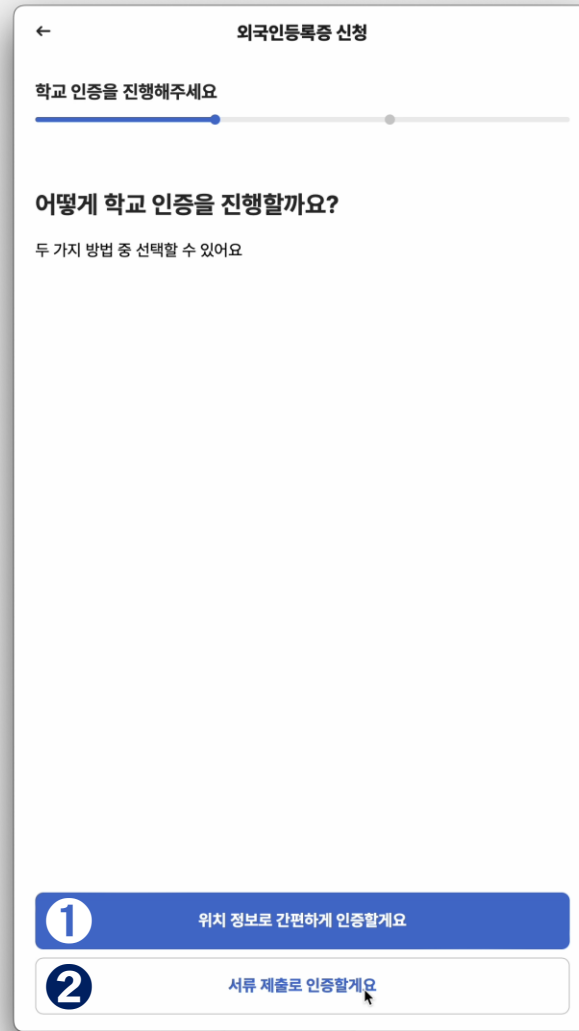 외국인등록증 신청
학교 인증을 진행해주세요
어떻게 학교 인증을 진행할까요?
두 가지 방법 중 선택할 수 있어요
1 위치 정보로 간편하게 인증할게요
2 서류 제출로 인증할게요